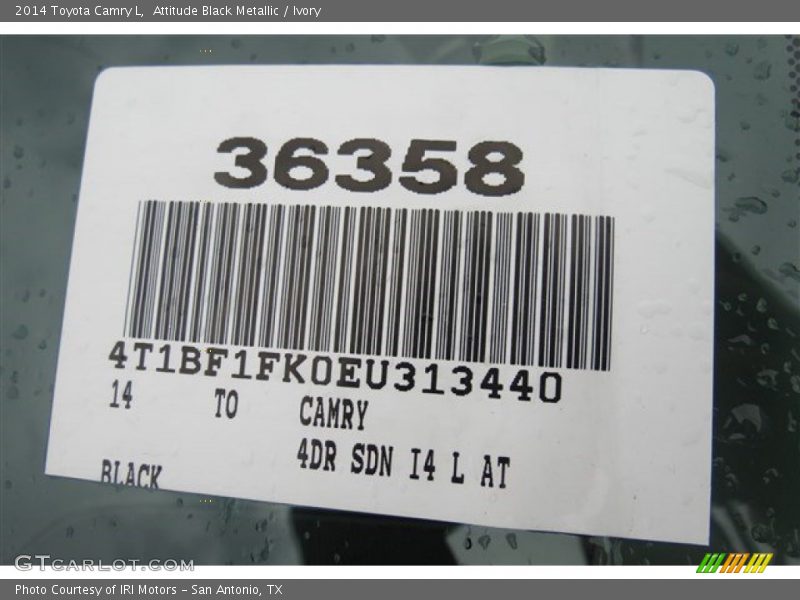 2014 Toyota Camry L, Attitude Black Metallic / Ivory
36358
4T1BF1FK0EU313440
14 TO CAMRY
4DR SDN I4 L AT
BLACK
GTCARLOT.COM
Photo Courtesy of IRI Motors - San Antonio, TX